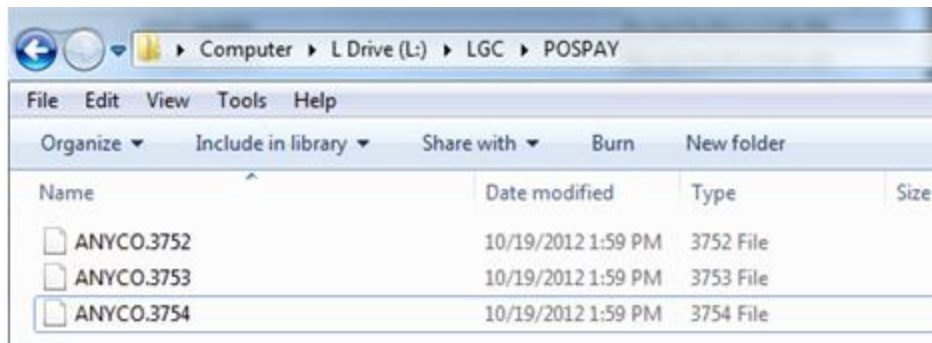 Computer L Drive (L:) LGC POSPAY
File Edit View Tools Help
Organize Include in library Share with Burn New folder
Name Date modified Type Size
ANYCO.3752 10/19/2012 1:59 PM 3752 File
ANYCO.3753 10/19/2012 1:59 PM 3753 File
ANYCO.3754 10/19/2012 1:59 PM 3754 File